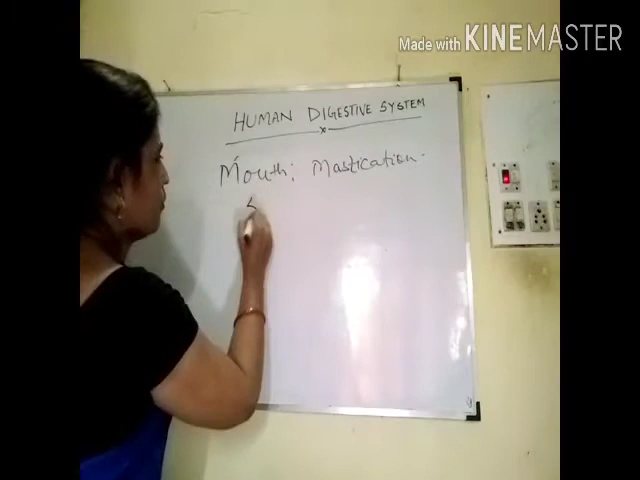 Made with KINEMASTER
HUMAN DIGESTIVE SYSTEM
Mouth: Mastication.